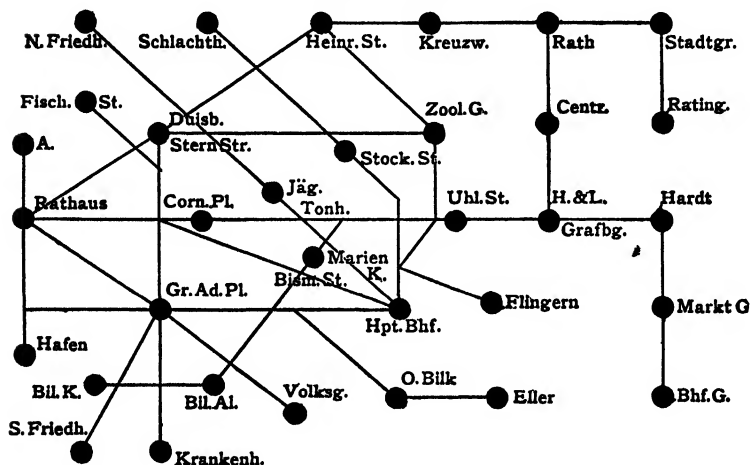 N. Friedh.
Schlachth.
Heinr. St.
Kreuzw.
Rath
Stadtgr.
Fisch. St.
Duisb.
Stern Str.
Zool. G.
Centr.
Rating.
A.
Stock. St.
Rathaus
Corn. Pl.
Jäg.
Tonh.
Uhl. St.
H. & L.
Grafbg.
Hardt
Marien
K.
Bism. St.
Gr. Ad. Pl.
Hpt. Bhf.
Elingern
Markt G
Hafen
Bil. K.
Bil. Al.
Volksg.
O. Bilk
Eller
Bhf. G.
S. Friedh.
Krankenh.